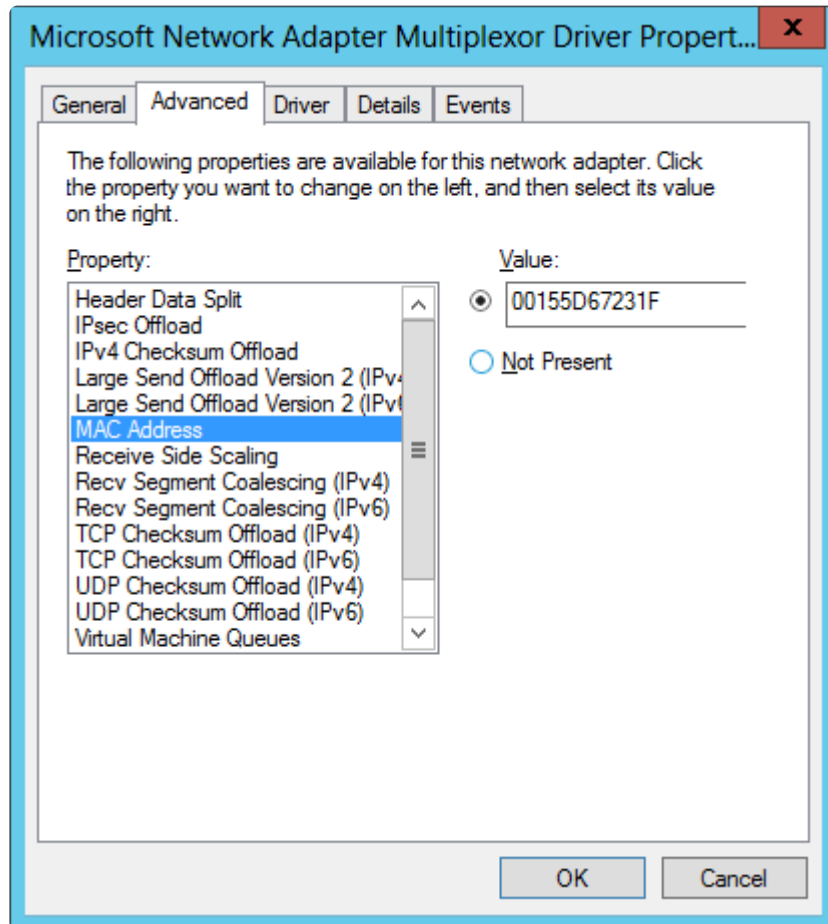 Microsoft Network Adapter Multiplexor Driver Propert...
x
General
Advanced
Driver
Details
Events
The following properties are available for this network adapter. Click
the property you want to change on the left, and then select its value
on the right.
Property:
Value:
Header Data Split
IPsec Offload
IPv4 Checksum Offload
Large Send Offload Version 2 (IPv4
Large Send Offload Version 2 (IPv6
MAC Address
Receive Side Scaling
Recv Segment Coalescing (IPv4)
Recv Segment Coalescing (IPv6)
TCP Checksum Offload (IPv4)
TCP Checksum Offload (IPv6)
UDP Checksum Offload (IPv4)
UDP Checksum Offload (IPv6)
Virtual Machine Queues
00155D67231F
Not Present
OK
Cancel